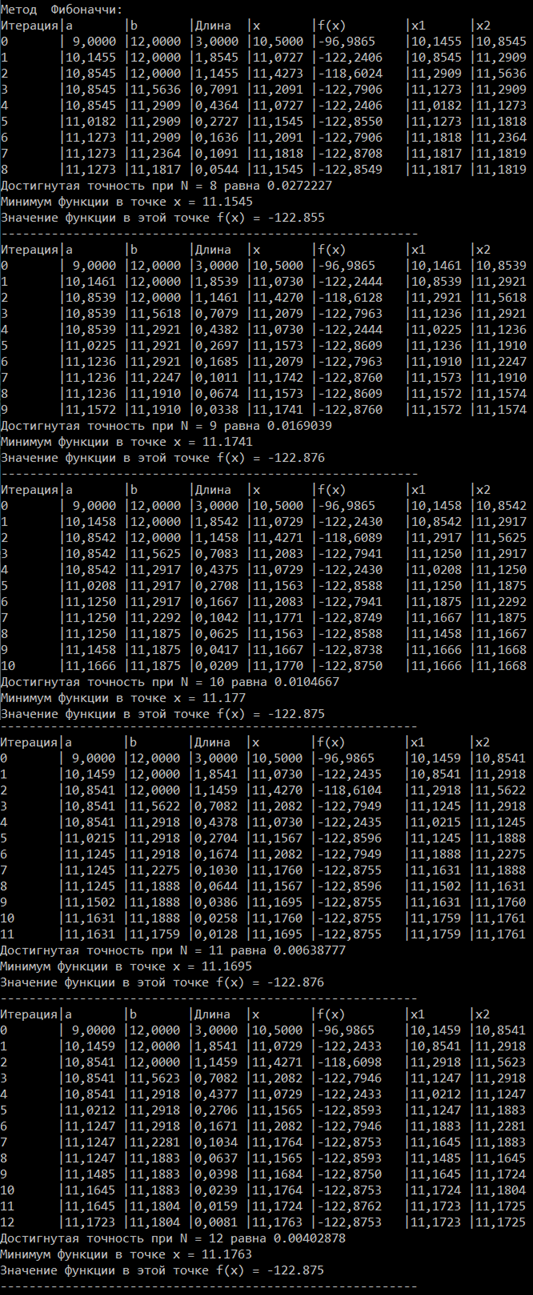 Метод  Фибоначчи:
Итерация|a       |b       |Длина  |x      |f(x)       |x1      |x2
0       | 9,0000 |12,0000 |3,0000 |10,5000 |-96,9865   |10,1455 |10,8545
1       |10,1455 |12,0000 |1,8545 |11,0727 |-122,2406  |10,8545 |11,2909
2       |10,8545 |12,0000 |1,1455 |11,4273 |-118,6024  |11,2909 |11,5636
3       |10,8545 |11,5636 |0,7091 |11,2091 |-122,7906  |11,1273 |11,2909
4       |10,8545 |11,2909 |0,4364 |11,0727 |-122,2406  |11,0182 |11,1273
5       |11,0182 |11,2909 |0,2727 |11,1545 |-122,8550  |11,1273 |11,1818
6       |11,1273 |11,2909 |0,1636 |11,2091 |-122,7906  |11,1818 |11,2364
7       |11,1273 |11,2364 |0,1091 |11,1818 |-122,8708  |11,1817 |11,1819
8       |11,1273 |11,1817 |0,0544 |11,1545 |-122,8549  |11,1817 |11,1819
Достигнутая точность при N = 8 равна 0.0272227
Минимум функции в точке x = 11.1545
Значение функции в этой точке f(x) = -122.855
----------------------------------------------------------
Итерация|a       |b       |Длина  |x      |f(x)       |x1      |x2
0       | 9,0000 |12,0000 |3,0000 |10,5000 |-96,9865   |10,1461 |10,8539
1       |10,1461 |12,0000 |1,8539 |11,0730 |-122,2444  |10,8539 |11,2921
2       |10,8539 |12,0000 |1,1461 |11,4270 |-118,6128  |11,2921 |11,5618
3       |10,8539 |11,5618 |0,7079 |11,2079 |-122,7963  |11,1236 |11,2921
4       |10,8539 |11,2921 |0,4382 |11,0730 |-122,2444  |11,0225 |11,1236
5       |11,0225 |11,2921 |0,2697 |11,1573 |-122,8609  |11,1236 |11,1910
6       |11,1236 |11,2921 |0,1685 |11,2079 |-122,7963  |11,1910 |11,2247
7       |11,1236 |11,2247 |0,1011 |11,1742 |-122,8760  |11,1573 |11,1910
8       |11,1236 |11,1910 |0,0674 |11,1573 |-122,8609  |11,1572 |11,1574
9       |11,1572 |11,1910 |0,0338 |11,1741 |-122,8760  |11,1572 |11,1574
Достигнутая точность при N = 9 равна 0.0169039
Минимум функции в точке x = 11.1741
Значение функции в этой точке f(x) = -122.876
----------------------------------------------------------
Итерация|a       |b       |Длина  |x      |f(x)       |x1      |x2
0       | 9,0000 |12,0000 |3,0000 |10,5000 |-96,9865   |10,1458 |10,8542
1       |10,1458 |12,0000 |1,8542 |11,0729 |-122,2430  |10,8542 |11,2917
2       |10,8542 |12,0000 |1,1458 |11,4271 |-118,6089  |11,2917 |11,5625
3       |10,8542 |11,5625 |0,7083 |11,2083 |-122,7941  |11,1250 |11,2917
4       |10,8542 |11,2917 |0,4375 |11,0729 |-122,2430  |11,0208 |11,1250
5       |11,0208 |11,2917 |0,2708 |11,1563 |-122,8588  |11,1250 |11,1875
6       |11,1250 |11,2917 |0,1667 |11,2083 |-122,7941  |11,1875 |11,2292
7       |11,1250 |11,2292 |0,1042 |11,1771 |-122,8749  |11,1667 |11,1875
8       |11,1250 |11,1875 |0,0625 |11,1563 |-122,8588  |11,1458 |11,1667
9       |11,1458 |11,1875 |0,0417 |11,1667 |-122,8738  |11,1666 |11,1668
10      |11,1666 |11,1875 |0,0209 |11,1770 |-122,8750  |11,1666 |11,1668
Достигнутая точность при N = 10 равна 0.0104667
Минимум функции в точке x = 11.177
Значение функции в этой точке f(x) = -122.875
----------------------------------------------------------
Итерация|a       |b       |Длина  |x      |f(x)       |x1      |x2
0       | 9,0000 |12,0000 |3,0000 |10,5000 |-96,9865   |10,1459 |10,8541
1       |10,1459 |12,0000 |1,8541 |11,0730 |-122,2435  |10,8541 |11,2918
2       |10,8541 |12,0000 |1,1459 |11,4270 |-118,6104  |11,2918 |11,5622
3       |10,8541 |11,5622 |0,7082 |11,2082 |-122,7949  |11,1245 |11,2918
4       |10,8541 |11,2918 |0,4378 |11,0730 |-122,2435  |11,0215 |11,1245
5       |11,0215 |11,2918 |0,2704 |11,1567 |-122,8596  |11,1245 |11,1888
6       |11,1245 |11,2918 |0,1674 |11,2082 |-122,7949  |11,1888 |11,2275
7       |11,1245 |11,2275 |0,1030 |11,1760 |-122,8755  |11,1631 |11,1888
8       |11,1245 |11,1888 |0,0644 |11,1567 |-122,8596  |11,1502 |11,1631
9       |11,1502 |11,1888 |0,0386 |11,1695 |-122,8755  |11,1631 |11,1760
10      |11,1631 |11,1888 |0,0258 |11,1760 |-122,8755  |11,1759 |11,1761
11      |11,1631 |11,1759 |0,0128 |11,1695 |-122,8755  |11,1759 |11,1761
Достигнутая точность при N = 11 равна 0.00638777
Минимум функции в точке x = 11.1695
Значение функции в этой точке f(x) = -122.876
----------------------------------------------------------
Итерация|a       |b       |Длина  |x      |f(x)       |x1      |x2
0       | 9,0000 |12,0000 |3,0000 |10,5000 |-96,9865   |10,1459 |10,8541
1       |10,1459 |12,0000 |1,8541 |11,0729 |-122,2433  |10,8541 |11,2918
2       |10,8541 |12,0000 |1,1459 |11,4271 |-118,6098  |11,2918 |11,5623
3       |10,8541 |11,5623 |0,7082 |11,2082 |-122,7946  |11,1247 |11,2918
4       |10,8541 |11,2918 |0,4377 |11,0729 |-122,2433  |11,0212 |11,1247
5       |11,0212 |11,2918 |0,2706 |11,1565 |-122,8593  |11,1247 |11,1883
6       |11,1247 |11,2918 |0,1671 |11,2082 |-122,7946  |11,1883 |11,2281
7       |11,1247 |11,2281 |0,1034 |11,1764 |-122,8753  |11,1645 |11,1883
8       |11,1247 |11,1883 |0,0637 |11,1565 |-122,8593  |11,1485 |11,1645
9       |11,1485 |11,1883 |0,0398 |11,1684 |-122,8750  |11,1645 |11,1724
10      |11,1645 |11,1883 |0,0239 |11,1764 |-122,8753  |11,1724 |11,1804
11      |11,1645 |11,1804 |0,0159 |11,1724 |-122,8762  |11,1723 |11,1725
12      |11,1723 |11,1804 |0,0081 |11,1763 |-122,8753  |11,1723 |11,1725
Достигнутая точность при N = 12 равна 0.00402878
Минимум функции в точке x = 11.1763
Значение функции в этой точке f(x) = -122.875
----------------------------------------------------------